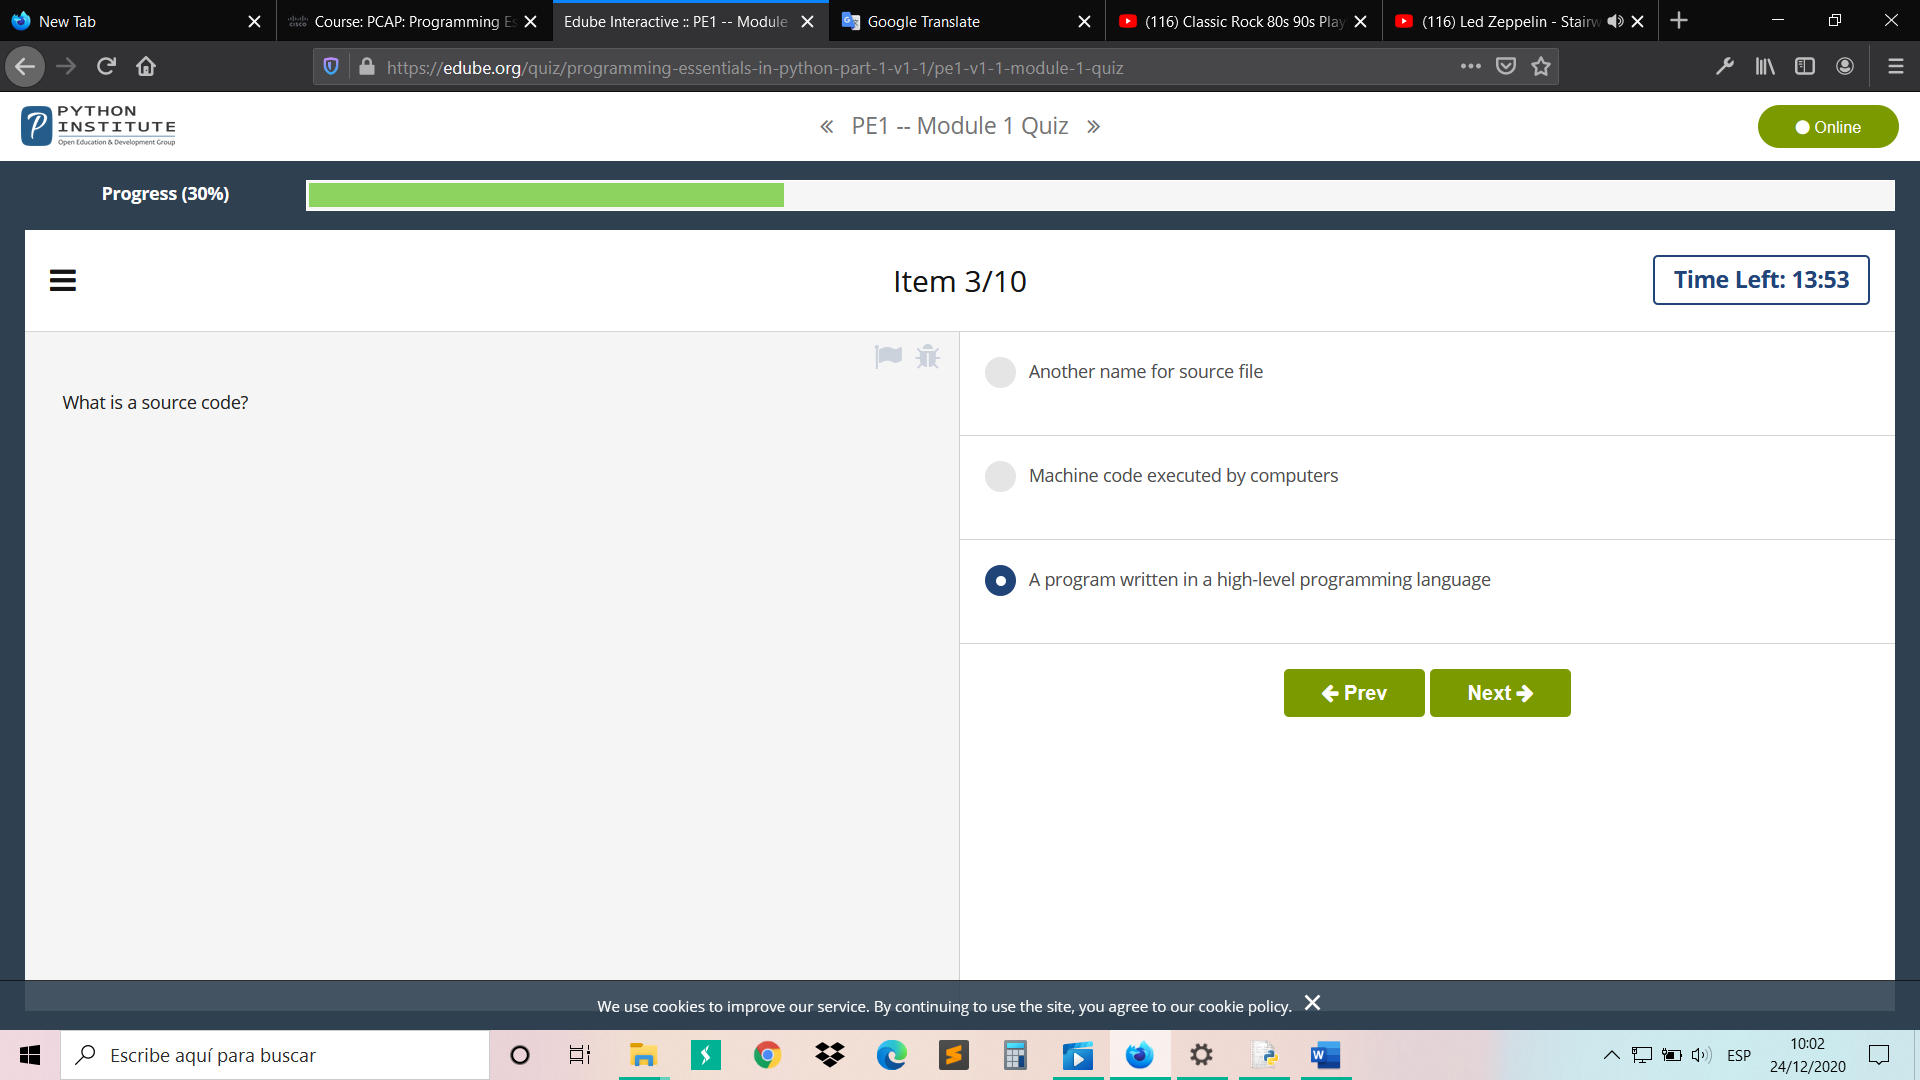 New Tab
Course: PCAP: Programming Es
Edube Interactive :: PE1 -- Module
Google Translate
(116) Classic Rock 80s 90s Play
(116) Led Zeppelin - Stairw
https://edube.org/quiz/programming-essentials-in-python-part-1-v1-1/pe1-v1-1-module-1-quiz
PYTHON
INSTITUTE
Open Education & Development Group
« PE1 -- Module 1 Quiz »
Online
Progress (30%)
Item 3/10
Time Left: 13:53
What is a source code?
Another name for source file
Machine code executed by computers
A program written in a high-level programming language
Prev
Next
We use cookies to improve our service. By continuing to use the site, you agree to our cookie policy.
Escribe aquí para buscar
ESP
10:02
24/12/2020